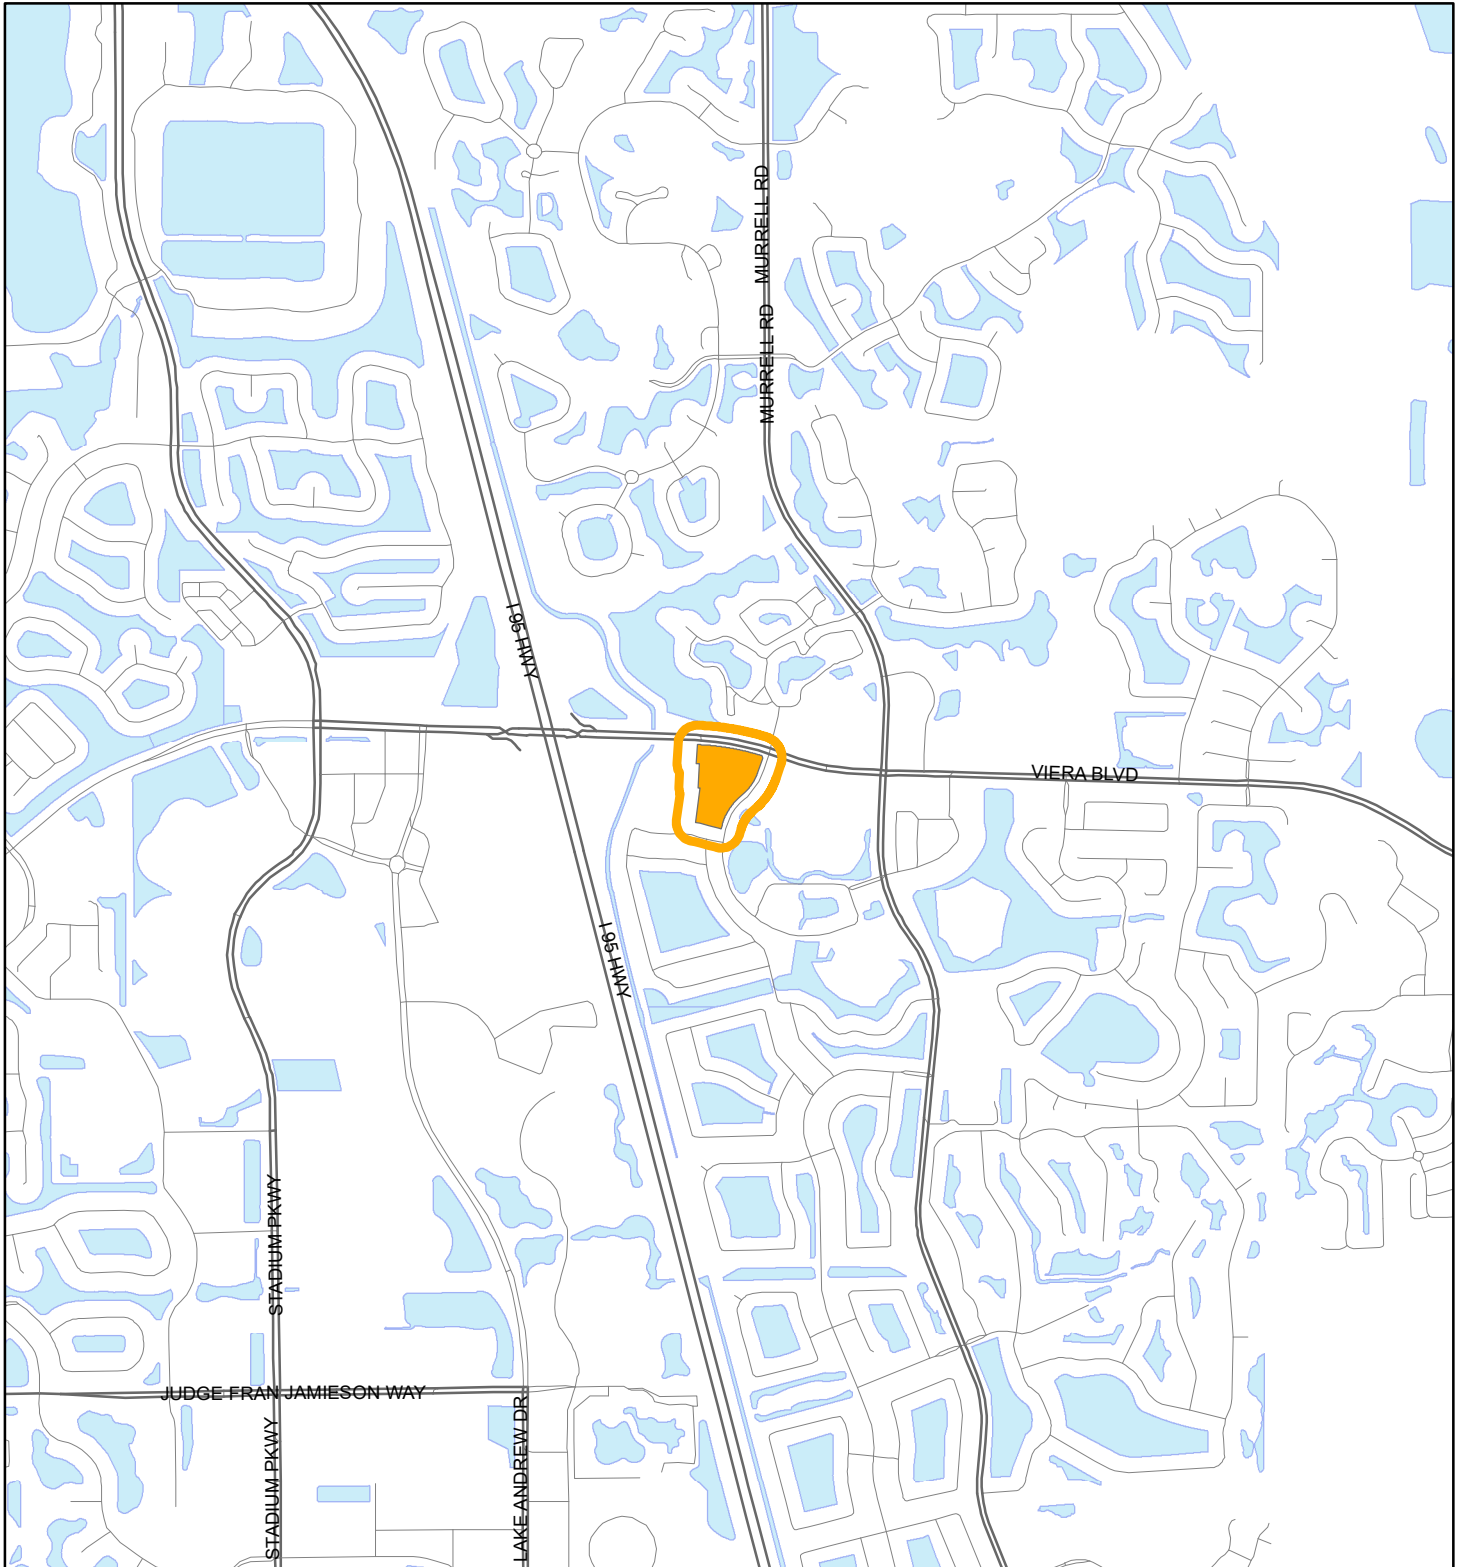 MURRELL RD
MURRELL RD
I 95 HWY
VIERA BLVD
I 95 HWY
STADIUM PKWY
JUDGE FRAN JAMIESON WAY
STADIUM PKWY
LAKE ANDREW DR